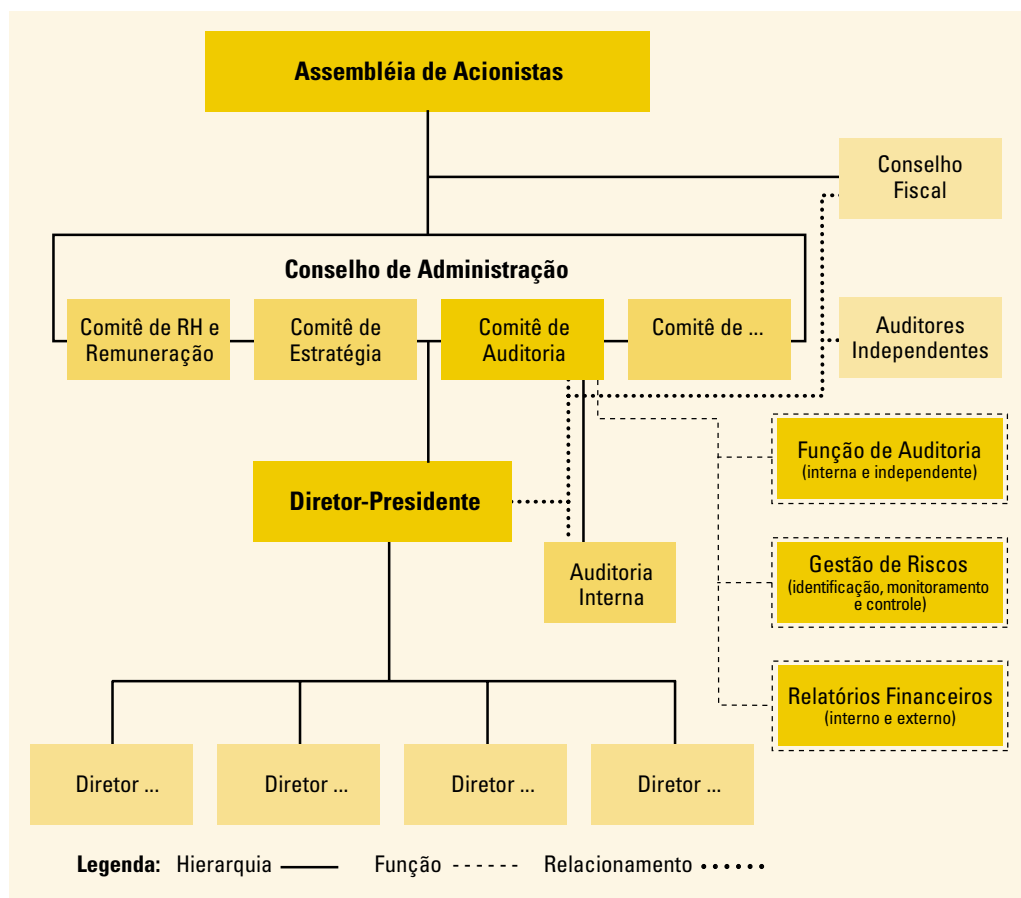 Assembléia de Acionistas
Conselho
Fiscal
Conselho de Administração
Comitê de RH e
Remuneração
Comitê de
Estratégia
Comitê de
Auditoria
Comitê de ...
Auditores
Independentes
Função de Auditoria
(interna e independente)
Diretor-Presidente
Auditoria
Interna
Gestão de Riscos
(identificação, monitoramento
e controle)
Relatórios Financeiros
(interno e externo)
Diretor ...
Diretor ...
Diretor ...
Diretor ...
Legenda: Hierarquia Função Relacionamento